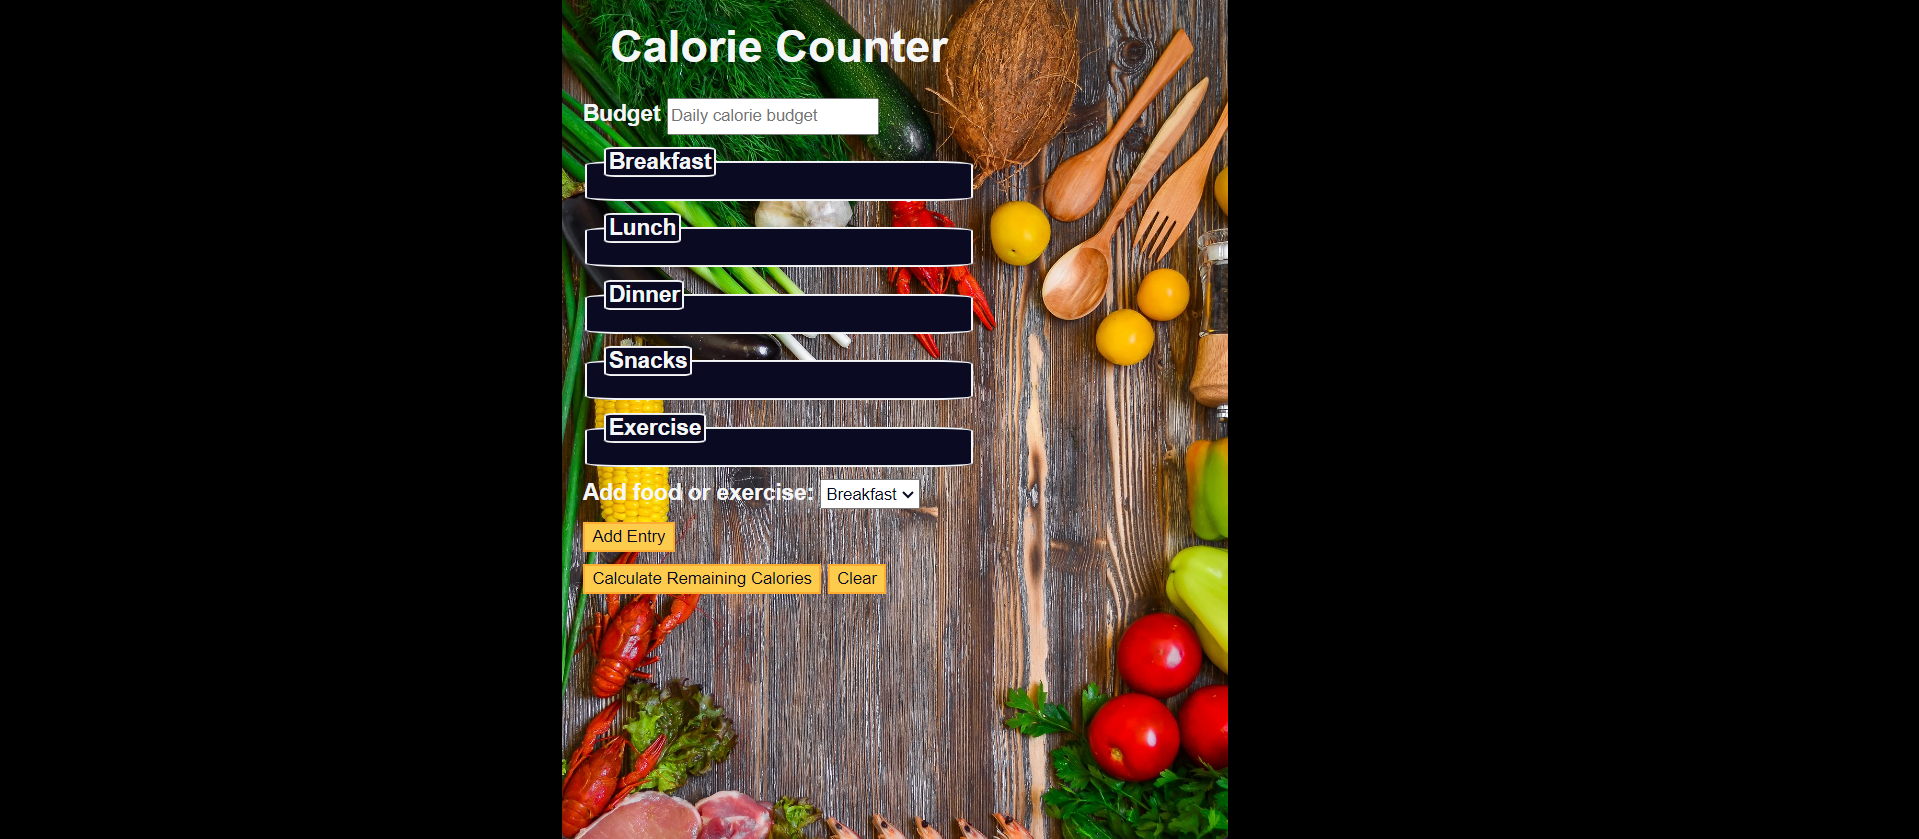 Calorie Counter
Budget Daily calorie budget
Breakfast
Lunch
Dinner
Snacks
Exercise
Add food or exercise: Breakfast
Add Entry
Calculate Remaining Calories Clear